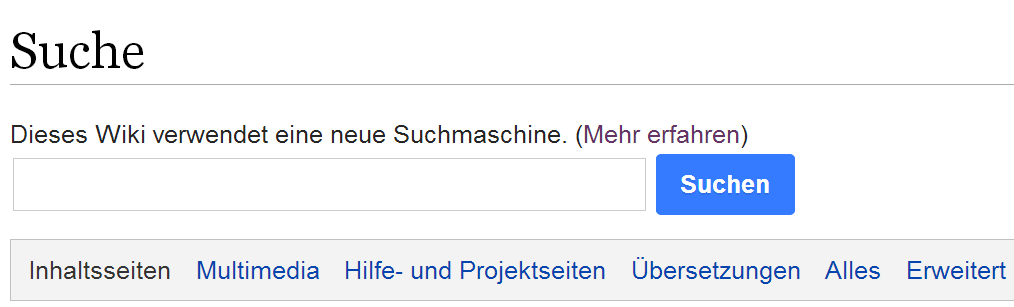 Suche
Dieses Wiki verwendet eine neue Suchmaschine. (Mehr erfahren)
Suchen
Inhaltsseiten Multimedia Hilfe- und Projektseiten Übersetzungen Alles Erweitert